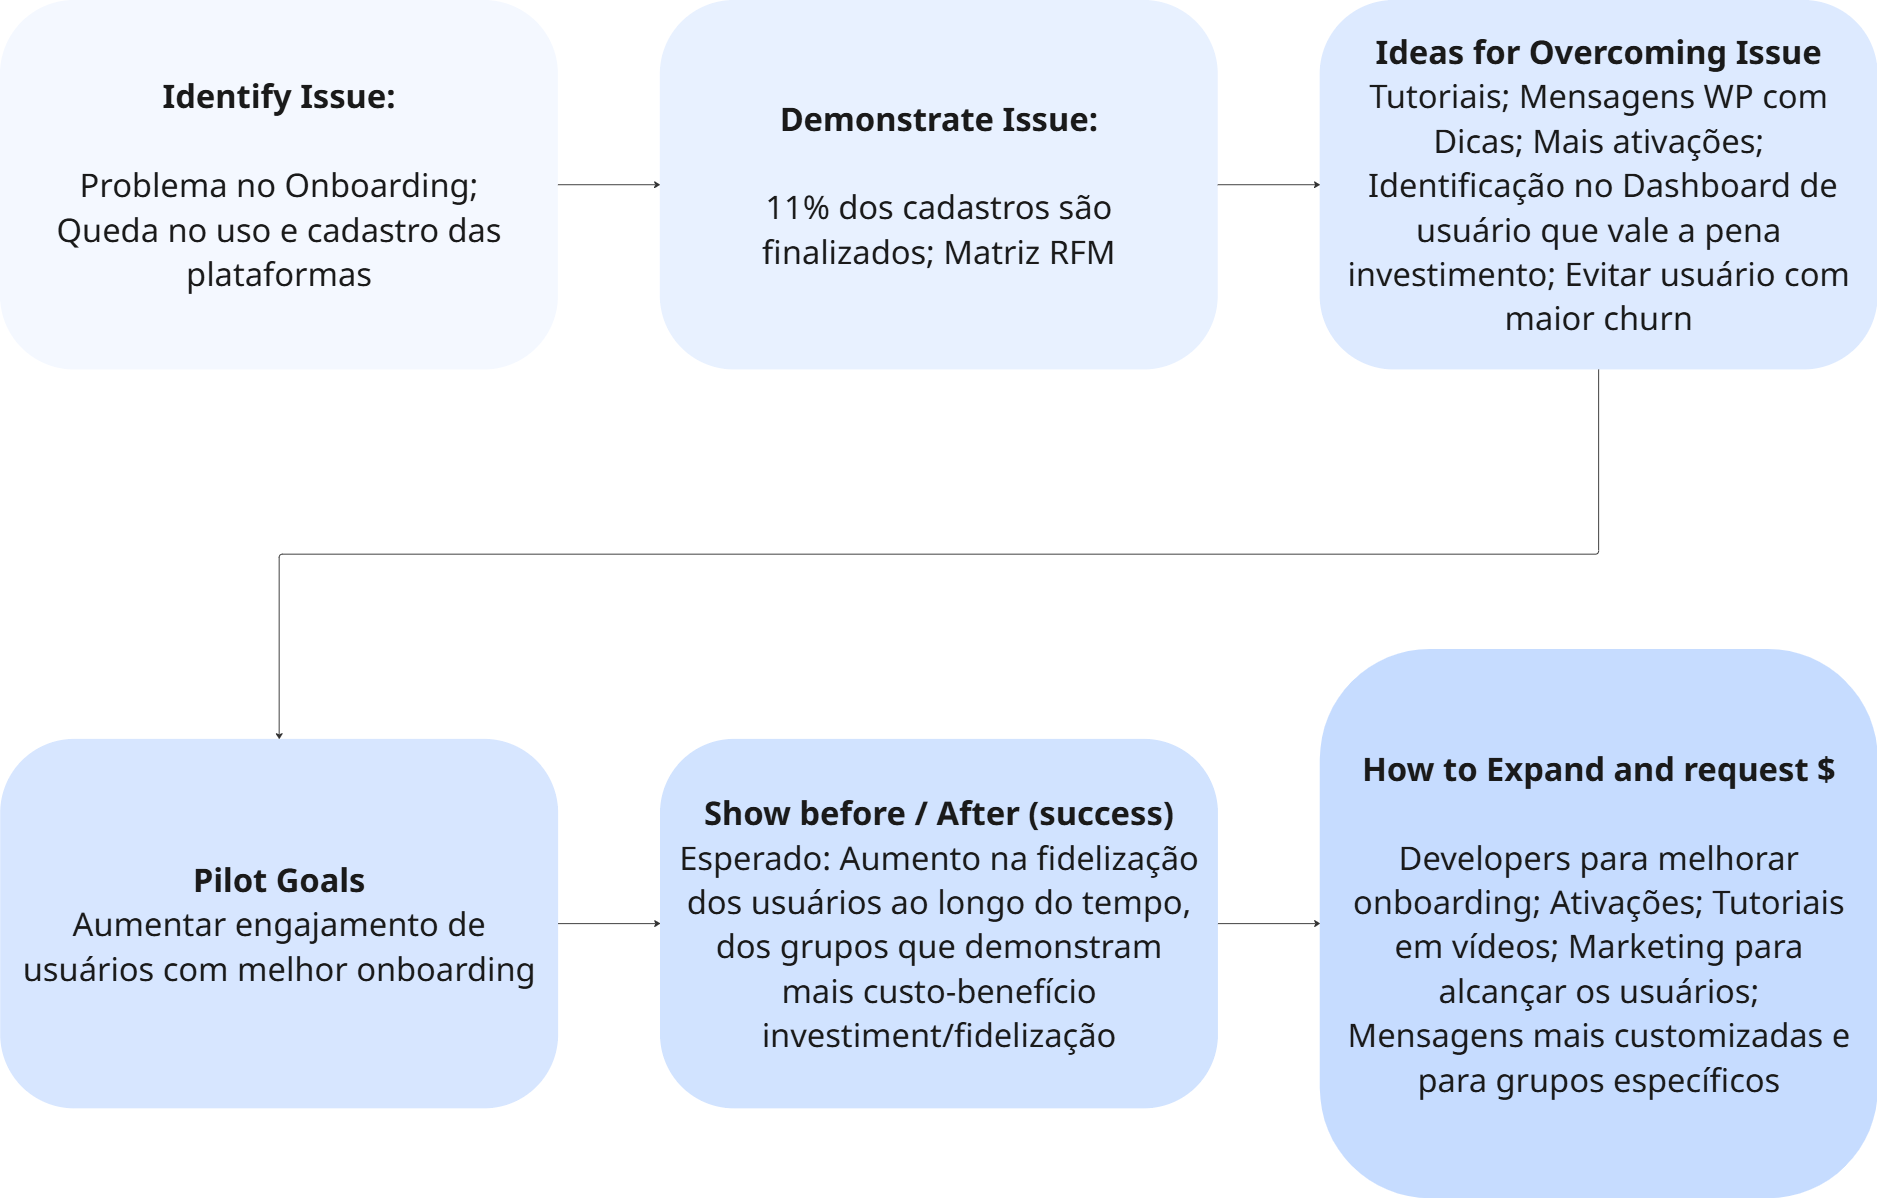 Identify Issue:
Problema no Onboarding;
Queda no uso e cadastro das
plataformas
Demonstrate Issue:
11% dos cadastros são
finalizados; Matriz RFM
Ideas for Overcoming Issue
Tutoriais; Mensagens WP com
Dicas; Mais ativações;
Identificação no Dashboard de
usuário que vale a pena
investimento; Evitar usuário com
maior churn
Pilot Goals
Aumentar engajamento de
usuários com melhor onboarding
Show before / After (success)
Esperado: Aumento na fidelização
dos usuários ao longo do tempo,
dos grupos que demonstram
mais custo-benefício
investiment/fidelização
How to Expand and request $
Developers para melhorar
onboarding; Ativações; Tutoriais
em vídeos; Marketing para
alcançar os usuários;
Mensagens mais customizadas e
para grupos específicos